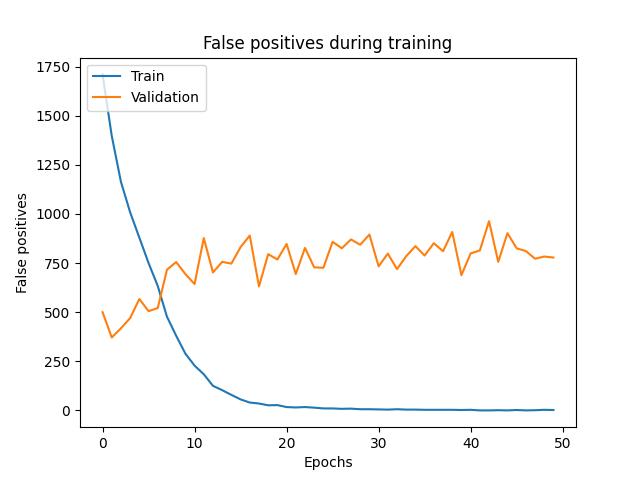 False positives during training
Train
Validation
1750
1500
1250
1000
750
500
250
0
False positives
0 10 20 30 40 50
Epochs